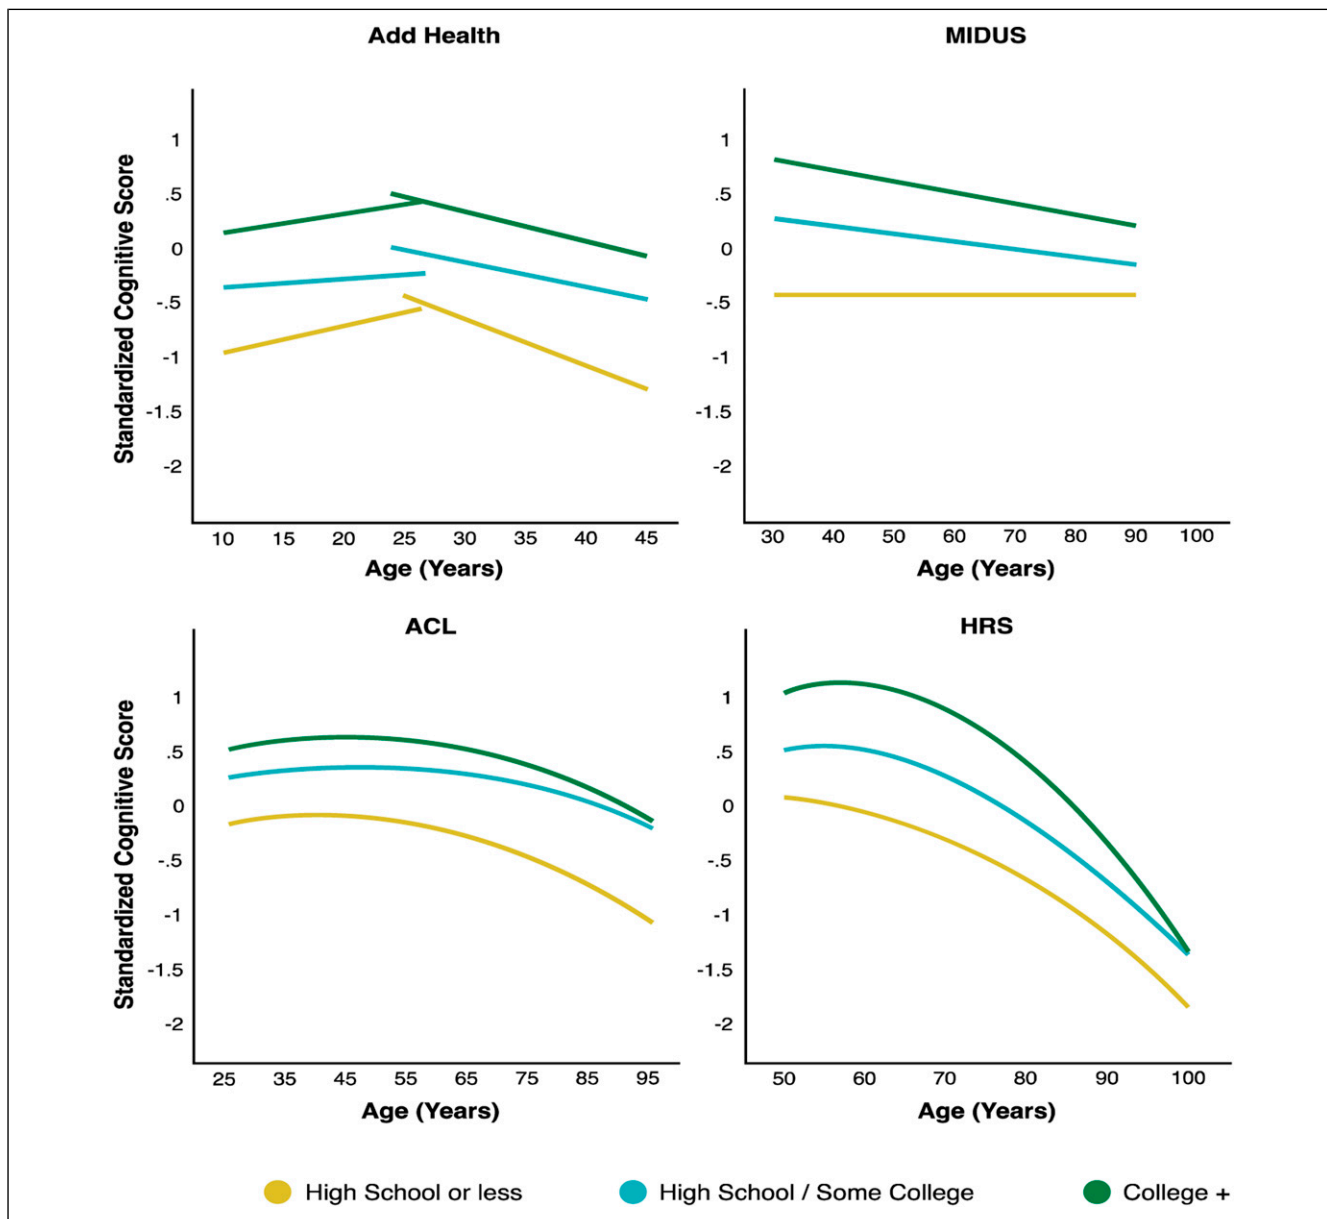 Add Health
MIDUS
Standardized Cognitive Score
1
.5
0
-.5
-1
-1.5
-2
10 15 20 25 30 35 40 45
Age (Years)
1
.5
0
-.5
-1
-1.5
-2
30 40 50 60 70 80 90 100
Age (Years)
ACL
HRS
Standardized Cognitive Score
1
.5
0
-.5
-1
-1.5
-2
25 35 45 55 65 75 85 95
Age (Years)
1
.5
0
-.5
-1
-1.5
-2
50 60 70 80 90 100
Age (Years)
High School or less
High School / Some College
College +